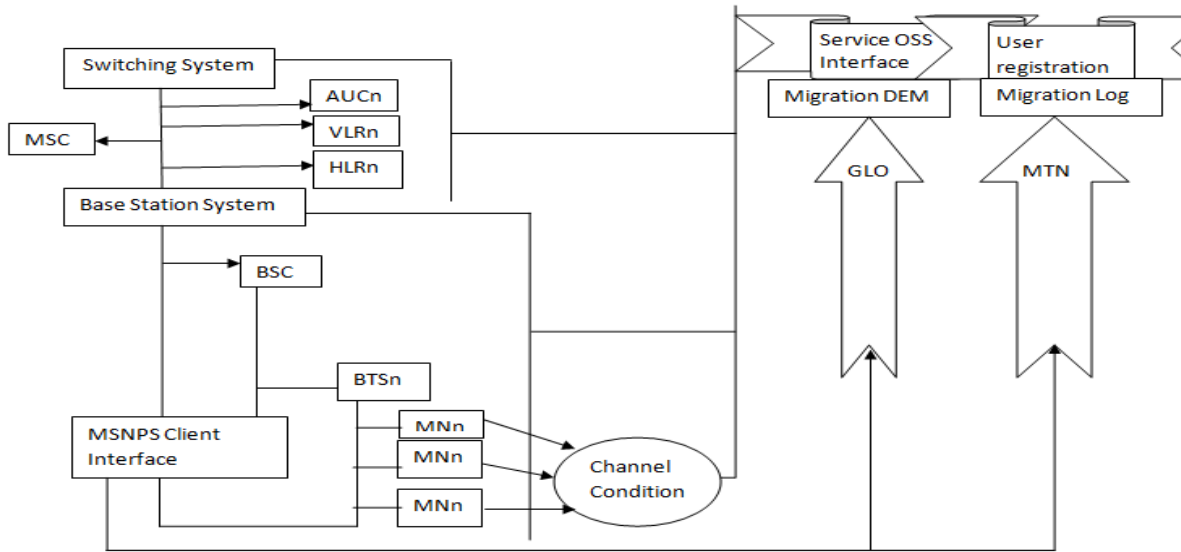 Switching System
AUCn
VLRn
MSC
HLRn
Base Station System
BSC
BTSn
MSNPS Client
Interface
MNn
MNn
MNn
Channel
Condition
Service OSS
Interface
User
registration
Migration DEM
Migration Log
GLO
MTN